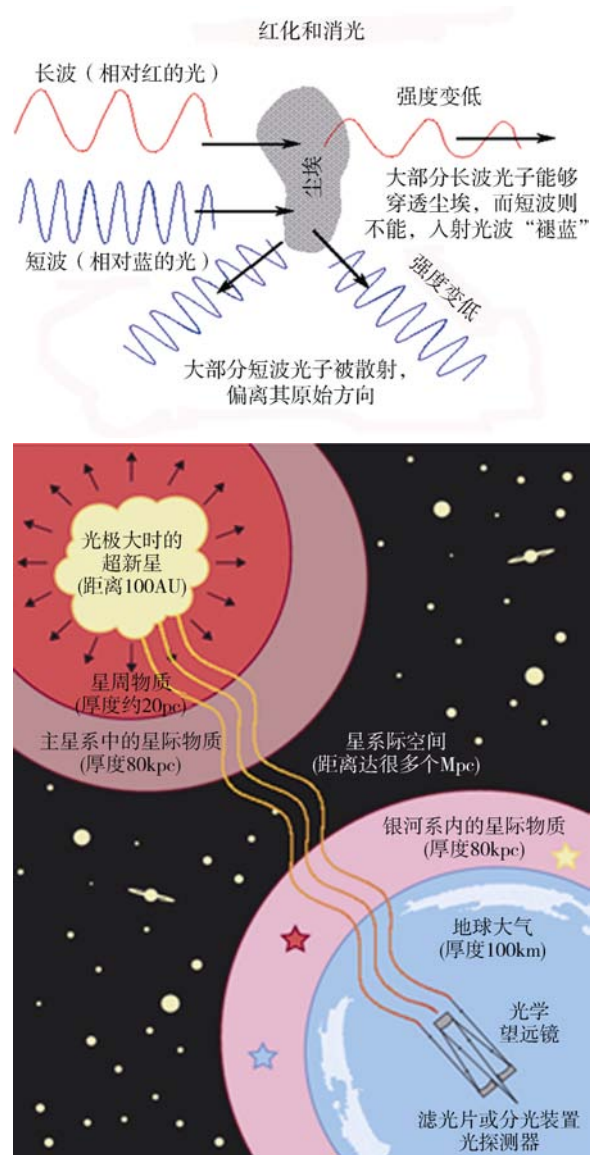 红化和消光
长波（相对红的光）
强度变低
尘埃
大部分长波光子能够
穿透尘埃，而短波则
不能，入射光波“褪蓝”
短波（相对蓝的光）
强度变低
大部分短波光子被散射，
偏离其原始方向
光极大时的
超新星
(距离100AU)
星周物质
(厚度约20pc)
主星系中的星际物质
(厚度80kpc)
星系际空间
(距离达很多个Mpc)
银河系内的星际物质
(厚度80kpc)
地球大气
(厚度100km)
光学
望远镜
滤光片或分光装置
光探测器